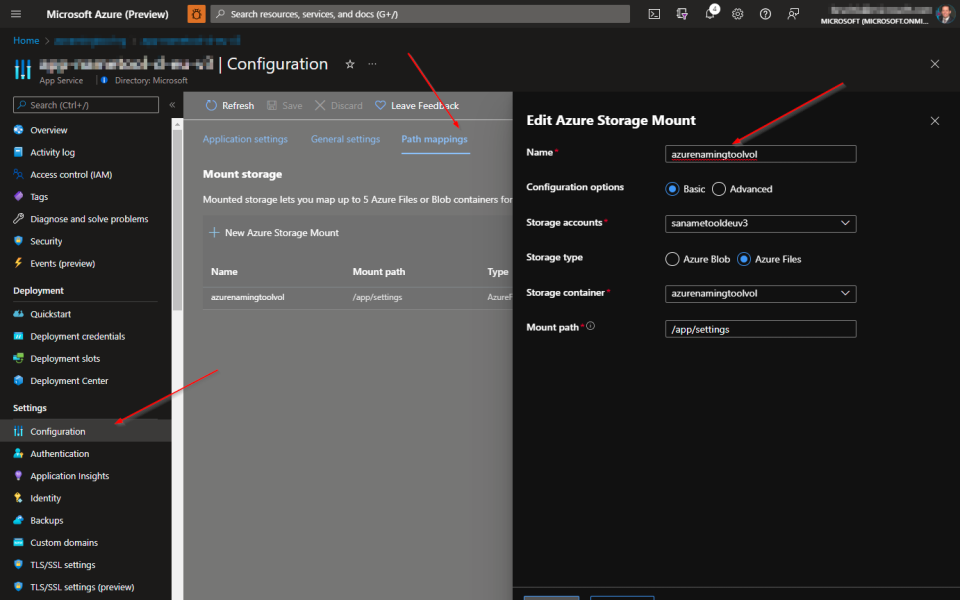 Microsoft Azure (Preview)
Search resources, services, and docs (G+/)
4
MICROSOFT (MICROSOFT.ONMI...
Home
| Configuration
App Service
Directory: Microsoft
Search (Ctrl+/)
Overview
Activity log
Access control (IAM)
Tags
Diagnose and solve problems
Security
Events (preview)
Deployment
Quickstart
Deployment credentials
Deployment slots
Deployment Center
Settings
Configuration
Authentication
Application Insights
Identity
Backups
Custom domains
TLS/SSL settings
TLS/SSL settings (preview)
Refresh
Save
Discard
Leave Feedback
Application settings
General settings
Path mappings
Mount storage
Mounted storage lets you map up to 5 Azure Files or Blob containers for
New Azure Storage Mount
Name Mount path Type
azurenamingtoolvol /app/settings AzureF
Edit Azure Storage Mount
Name*
azurenamingtoolvol
Configuration options
Basic Advanced
Storage accounts*
sanametooldeuv3
Storage type
Azure Blob Azure Files
Storage container*
azurenamingtoolvol
Mount path*
/app/settings